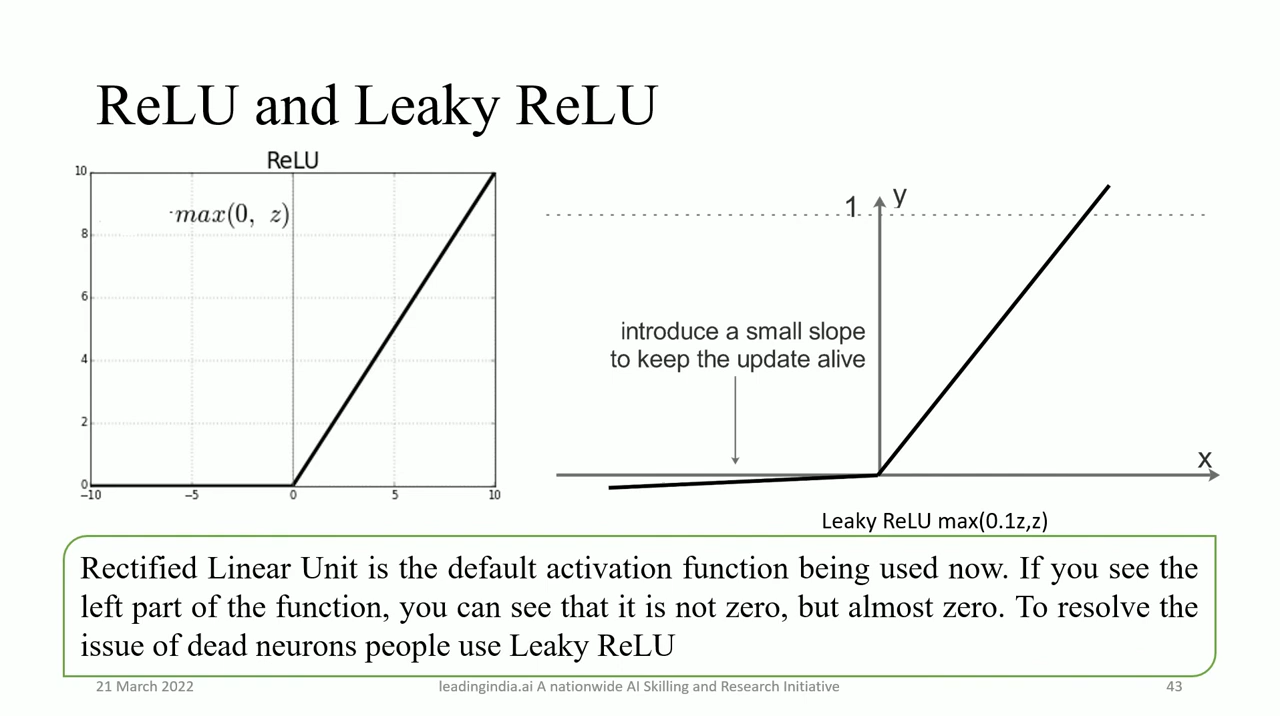 ReLU and Leaky ReLU
ReLU
max(0, z)
10
8
6
4
2
0
−10
−5
0
5
10
1
y
introduce a small slope
to keep the update alive
x
Leaky ReLU max(0.1z,z)
Rectified Linear Unit is the default activation function being used now. If you see the
left part of the function, you can see that it is not zero, but almost zero. To resolve the
issue of dead neurons people use Leaky ReLU
21 March 2022
leadingindia.ai A nationwide AI Skilling and Research Initiative
43